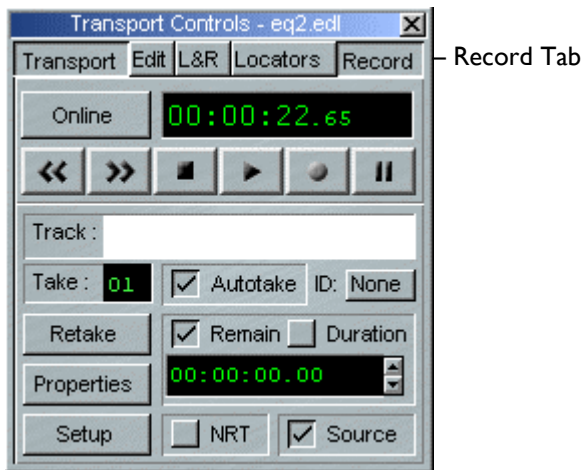 Transport Controls - eq2.edl
Transport Edit L&R Locators Record
Record Tab
Online 00:00:22.65
Track :
Take : 01 Autotake ID: None
Retake Remain Duration
Properties 00:00:00.00
Setup NRT Source